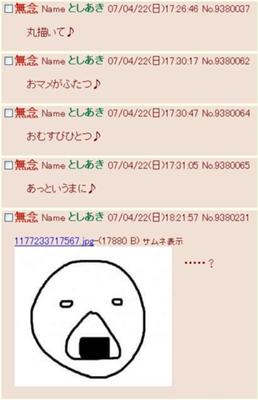 無念 Name としあき 07/04/22(日)17:26:46 No.9380037
丸描いて♪
無念 Name としあき 07/04/22(日)17:30:17 No.9380062
おマメがふたつ♪
無念 Name としあき 07/04/22(日)17:30:47 No.9380064
おむすびひとつ♪
無念 Name としあき 07/04/22(日)17:31:05 No.9380065
あっというまに♪
無念 Name としあき 07/04/22(日)18:21:57 No.9380231
1177233717567.jpg-(17880 B) サムネ表示
・・・・・?